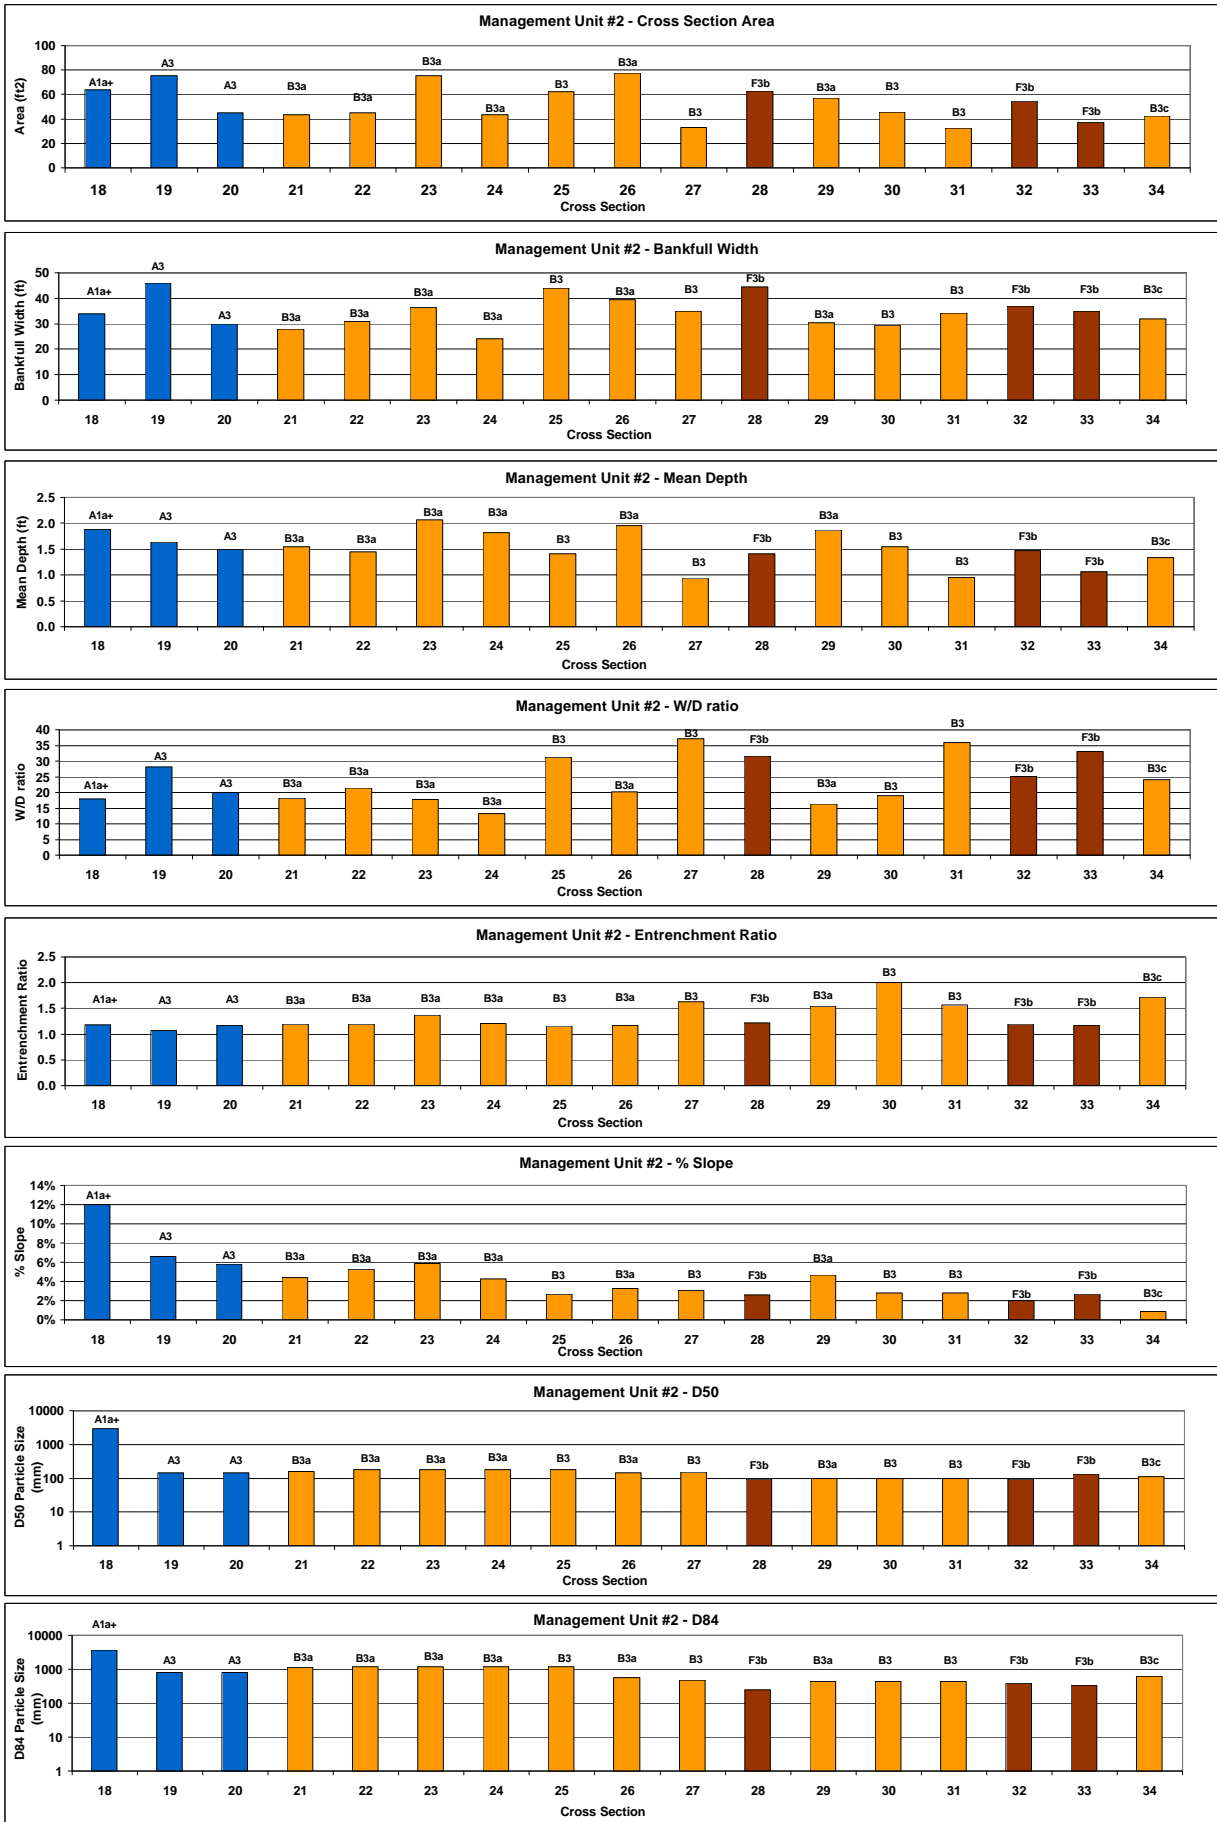 Management Unit #2 - Cross Section Area
Area (ft2)
100
80
60
40
20
0
A1a+ A3 A3 B3a B3a B3a B3a B3 B3a B3 F3b B3a B3 B3 F3b F3b B3c
18 19 20 21 22 23 24 25 26 27 28 29 30 31 32 33 34
Cross Section
Management Unit #2 - Bankfull Width
Bankfull Width (ft)
50
40
30
20
10
0
A1a+ A3 A3 B3a B3a B3a B3a B3 B3a B3 F3b B3a B3 B3 F3b F3b B3c
18 19 20 21 22 23 24 25 26 27 28 29 30 31 32 33 34
Cross Section
Management Unit #2 - Mean Depth
Mean Depth (ft)
2.5
2.0
1.5
1.0
0.5
0.0
A1a+ A3 A3 B3a B3a B3a B3a B3 B3a B3 F3b B3a B3 B3 F3b F3b B3c
18 19 20 21 22 23 24 25 26 27 28 29 30 31 32 33 34
Cross Section
Management Unit #2 - W/D ratio
W/D ratio
40
35
30
25
20
15
10
5
0
A1a+ A3 A3 B3a B3a B3a B3a B3 B3a B3 F3b B3a B3 B3 F3b F3b B3c
18 19 20 21 22 23 24 25 26 27 28 29 30 31 32 33 34
Cross Section
Management Unit #2 - Entrenchment Ratio
Entrenchment Ratio
2.5
2.0
1.5
1.0
0.5
0.0
A1a+ A3 A3 B3a B3a B3a B3a B3 B3a B3 F3b B3a B3 B3 F3b F3b B3c
18 19 20 21 22 23 24 25 26 27 28 29 30 31 32 33 34
Cross Section
Management Unit #2 - % Slope
% Slope
14%
12%
10%
8%
6%
4%
2%
0%
A1a+ A3 A3 B3a B3a B3a B3a B3 B3a B3 F3b B3a B3 B3 F3b F3b B3c
18 19 20 21 22 23 24 25 26 27 28 29 30 31 32 33 34
Cross Section
Management Unit #2 - D50
D50 Particle Size
(mm)
10000
1000
100
10
1
A1a+ A3 A3 B3a B3a B3a B3a B3 B3a B3 F3b B3a B3 B3 F3b F3b B3c
18 19 20 21 22 23 24 25 26 27 28 29 30 31 32 33 34
Cross Section
Management Unit #2 - D84
D84 Particle Size
(mm)
10000
1000
100
10
1
A1a+ A3 A3 B3a B3a B3a B3a B3 B3a B3 F3b B3a B3 B3 F3b F3b B3c
18 19 20 21 22 23 24 25 26 27 28 29 30 31 32 33 34
Cross Section